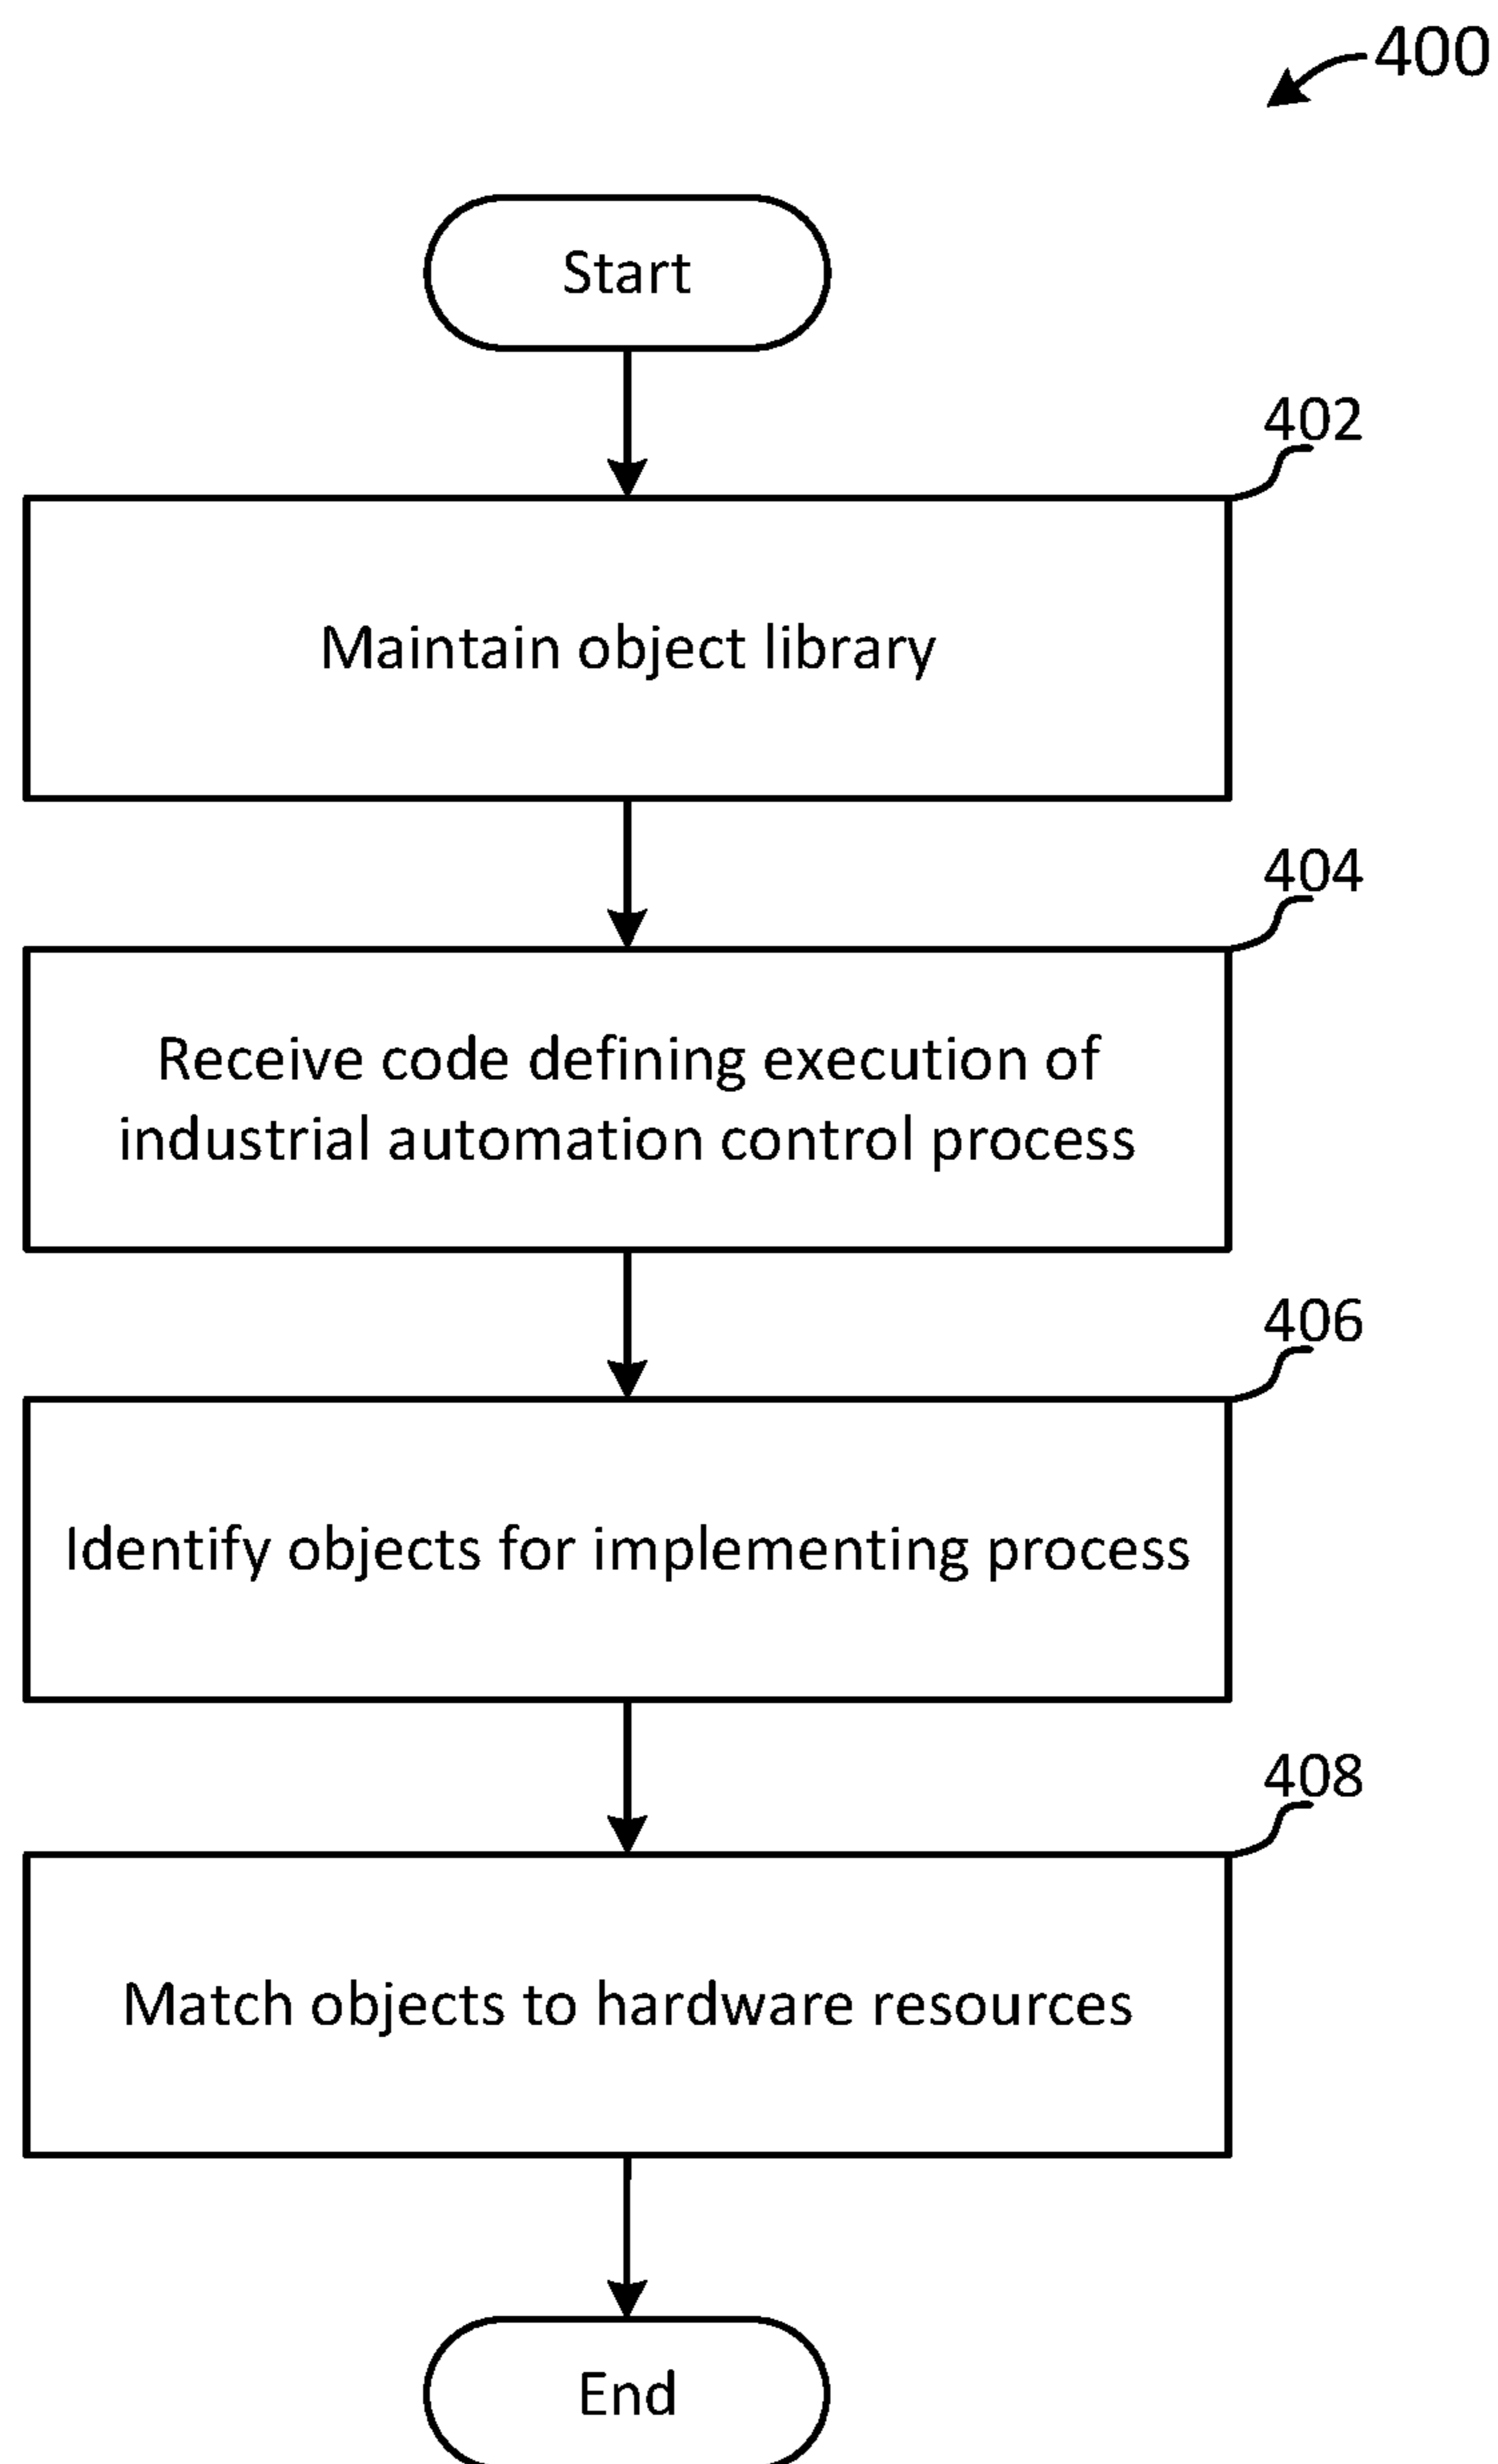 400
Start
402
Maintain object library
404
Receive code defining execution of
industrial automation control process
406
Identify objects for implementing process
408
Match objects to hardware resources
End